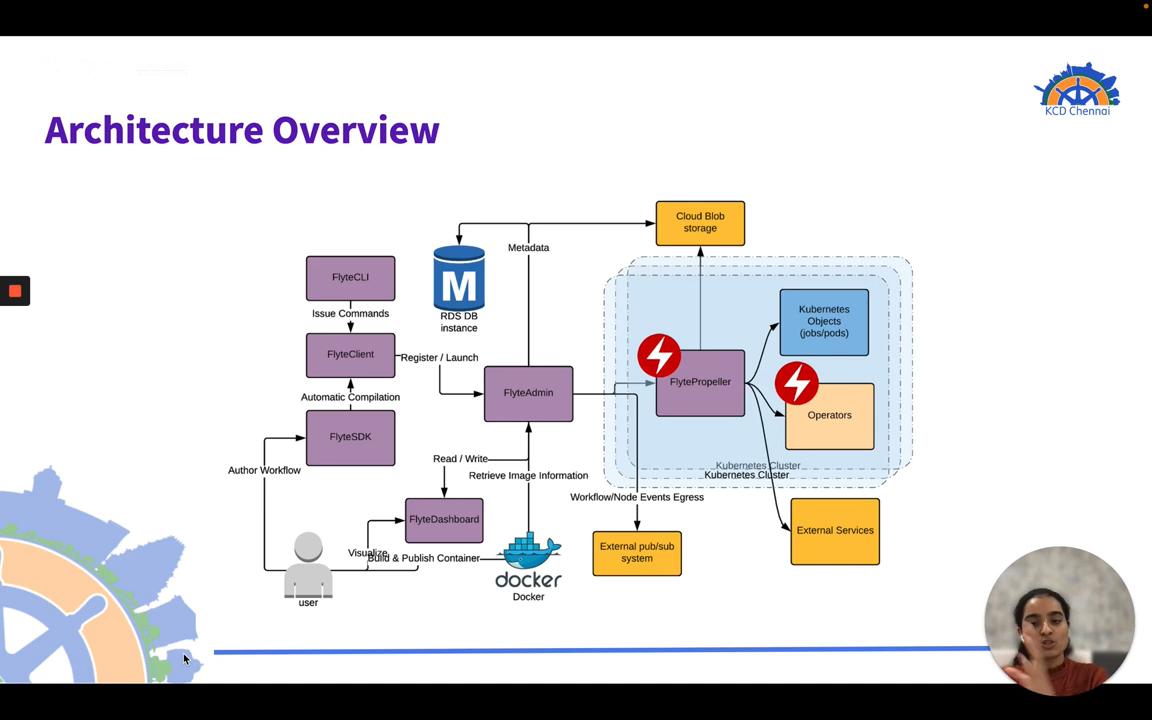 KCD Chennai
Architecture Overview
Cloud Blob
storage
Metadata
FlyteCLI
M
RDS DB
instance
Issue Commands
Kubernetes
Objects
(jobs/pods)
FlyteClient
Register / Launch
FlyteAdmin
FlytePropeller
Automatic Compilation
Operators
FlyteSDK
Author Workflow
Read / Write
Retrieve Image Information
Kubernetes Cluster
Kubernetes Cluster
Workflow/Node Events Egress
FlyteDashboard
External Services
External pub/sub
system
Visualize
Build & Publish Container
docker
Docker
user